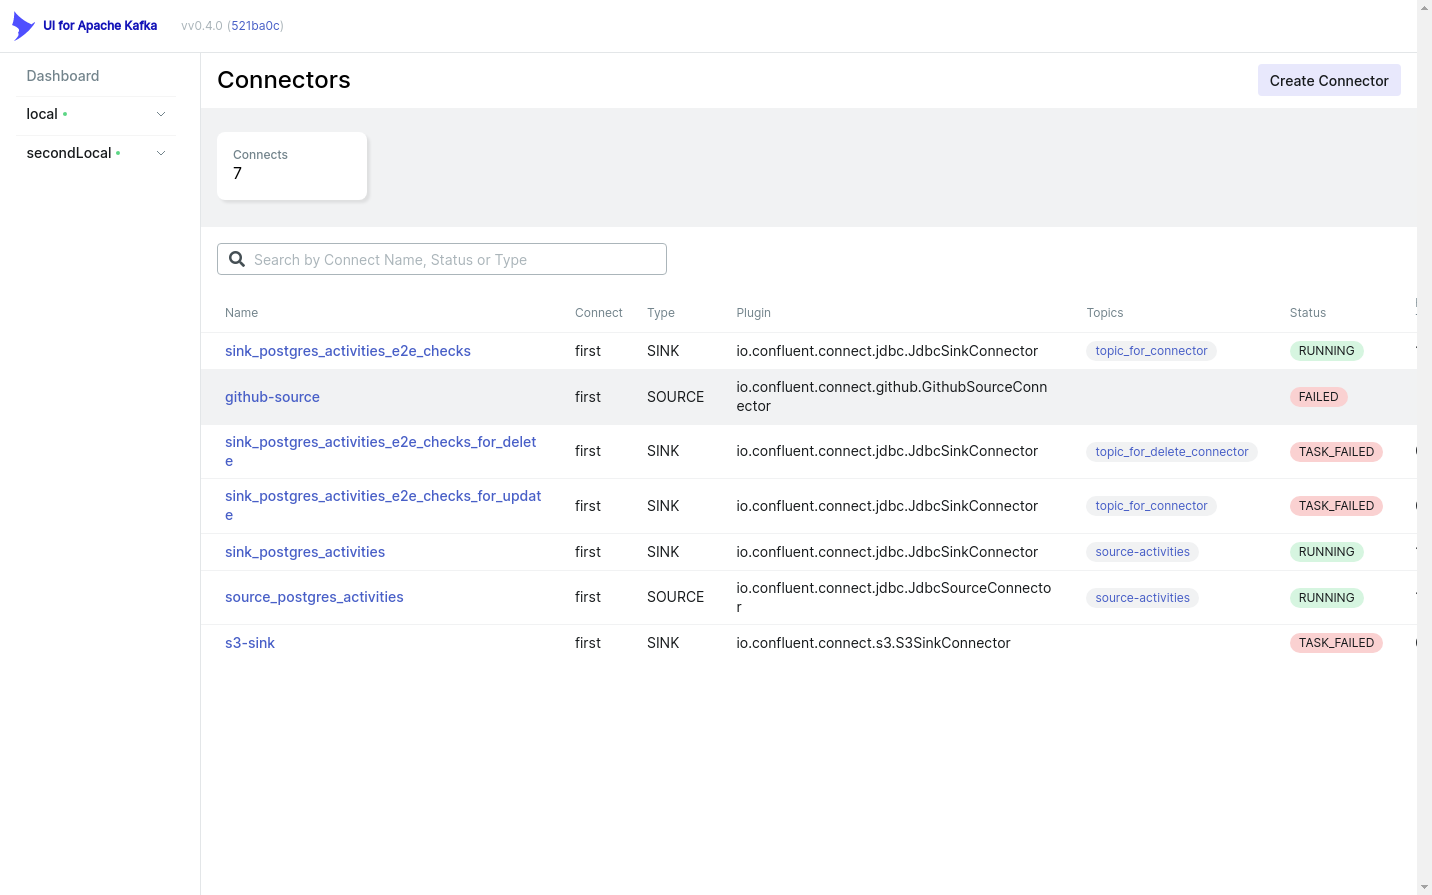 UI for Apache Kafka
vv0.4.0 (521ba0c)
Dashboard
local
secondLocal
Connectors
Create Connector
Connects
7
Search by Connect Name, Status or Type
Name Connect Type Plugin Topics Status
sink_postgres_activities_e2e_checks first SINK io.confluent.connect.jdbc.JdbcSinkConnector topic_for_connector RUNNING
github-source first SOURCE io.confluent.connect.github.GithubSourceConn
ector FAILED
sink_postgres_activities_e2e_checks_for_delet
e first SINK io.confluent.connect.jdbc.JdbcSinkConnector topic_for_delete_connector TASK_FAILED
sink_postgres_activities_e2e_checks_for_updat
e first SINK io.confluent.connect.jdbc.JdbcSinkConnector topic_for_connector TASK_FAILED
sink_postgres_activities first SINK io.confluent.connect.jdbc.JdbcSinkConnector source-activities RUNNING
source_postgres_activities first SOURCE io.confluent.connect.jdbc.JdbcSourceConnecto
r source-activities RUNNING
s3-sink first SINK io.confluent.connect.s3.S3SinkConnector TASK_FAILED